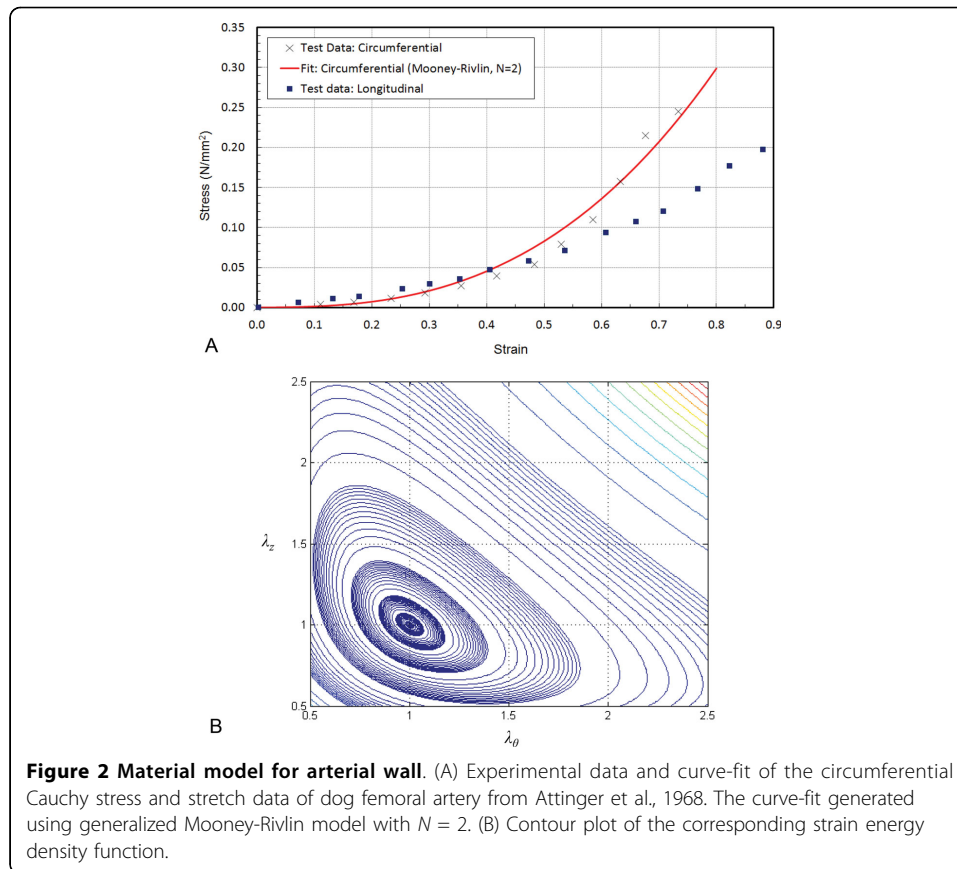 0.35
0.30
0.25
0.20
0.15
0.10
0.05
0.00
Stress (N/mm²)
Test Data: Circumferential
Fit: Circumferential (Mooney-Rivlin, N=2)
Test data: Longitudinal
0.0 0.1 0.2 0.3 0.4 0.5 0.6 0.7 0.8 0.9
Strain
A
2.5
2
1.5
1
0.5
λz
0.5 1 1.5 2 2.5
λθ
B
Figure 2 Material model for arterial wall. (A) Experimental data and curve-fit of the circumferential
Cauchy stress and stretch data of dog femoral artery from Attinger et al., 1968. The curve-fit generated
using generalized Mooney-Rivlin model with N = 2. (B) Contour plot of the corresponding strain energy
density function.